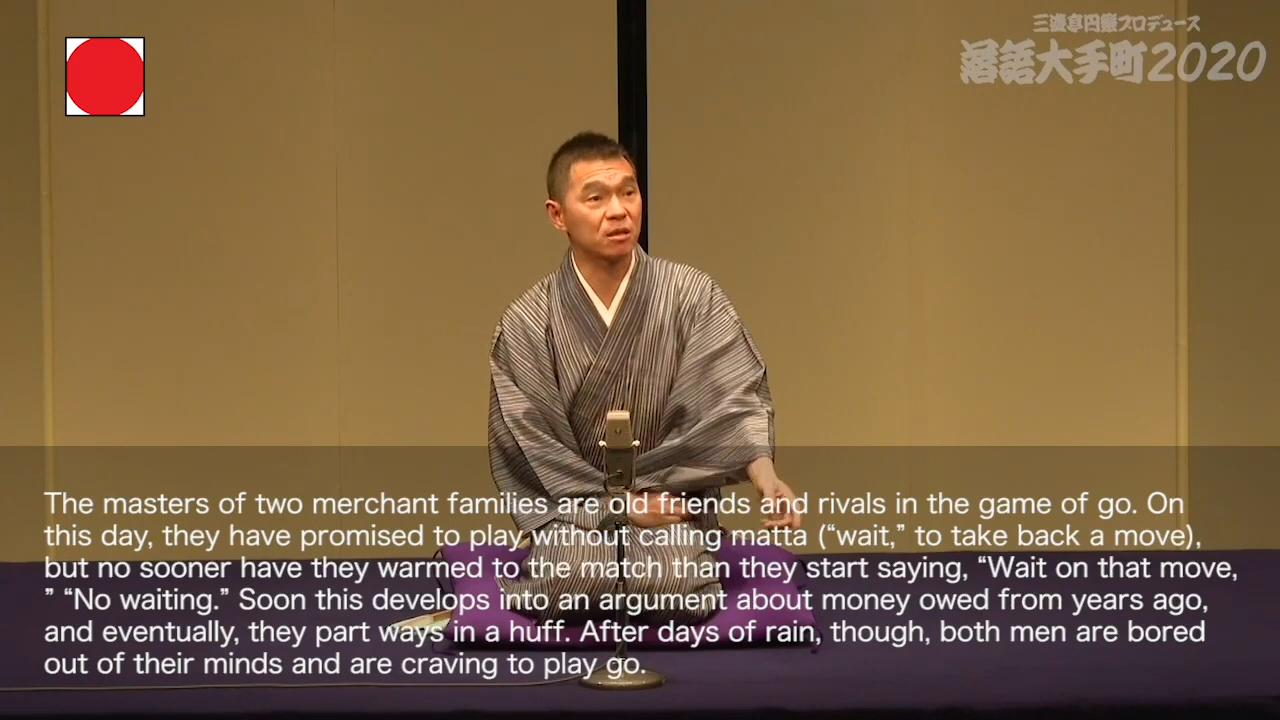 三遊亭円楽プロデュース
落語大手町2020
The masters of two merchant families are old friends and rivals in the game of go. On
this day, they have promised to play without calling matta (“wait,” to take back a move),
but no sooner have they warmed to the match than they start saying, “Wait on that move,
” “No waiting.” Soon this develops into an argument about money owed from years ago,
and eventually, they part ways in a huff. After days of rain, though, both men are bored
out of their minds and are craving to play go.